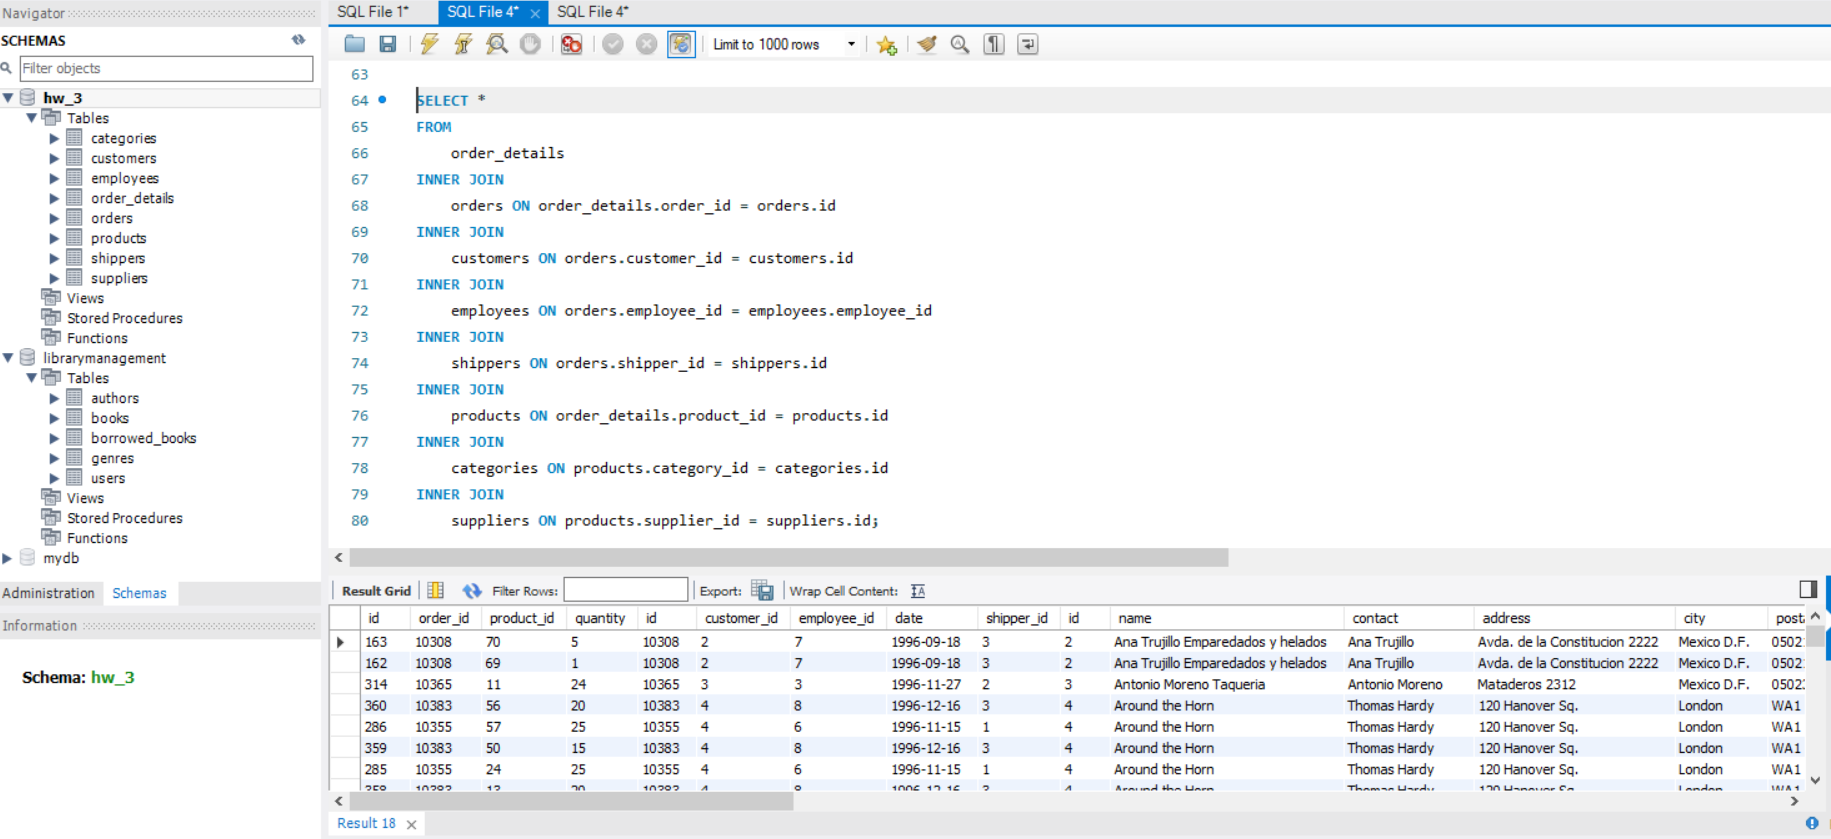 Navigator
SCHEMAS
Filter objects
hw_3
Tables
categories
customers
employees
order_details
orders
products
shippers
suppliers
Views
Stored Procedures
Functions
librarymanagement
Tables
authors
books
borrowed_books
genres
users
Views
Stored Procedures
Functions
mydb
Administration Schemas
Information
Schema: hw_3
SQL File 1* SQL File 4* SQL File 4*
Limit to 1000 rows
63
64 SELECT *
65 FROM
66 order_details
67 INNER JOIN
68 orders ON order_details.order_id = orders.id
69 INNER JOIN
70 customers ON orders.customer_id = customers.id
71 INNER JOIN
72 employees ON orders.employee_id = employees.employee_id
73 INNER JOIN
74 shippers ON orders.shipper_id = shippers.id
75 INNER JOIN
76 products ON order_details.product_id = products.id
77 INNER JOIN
78 categories ON products.category_id = categories.id
79 INNER JOIN
80 suppliers ON products.supplier_id = suppliers.id;
Result Grid Filter Rows: Export: Wrap Cell Content:
id order_id product_id quantity id customer_id employee_id date shipper_id id name contact address city
163 10308 70 5 10308 2 7 1996-09-18 3 2 Ana Trujillo Emparedados y helados Ana Trujillo Avda. de la Constitucion 2222 Mexico D.F. 0502
162 10308 69 1 10308 2 7 1996-09-18 3 2 Ana Trujillo Emparedados y helados Ana Trujillo Avda. de la Constitucion 2222 Mexico D.F. 0502
314 10365 11 24 10365 3 3 1996-11-27 2 3 Antonio Moreno Taqueria Antonio Moreno Mataderos 2312 Mexico D.F. 0502
360 10383 56 20 10383 4 8 1996-12-16 3 4 Around the Horn Thomas Hardy 120 Hanover Sq. London WA1
286 10355 57 25 10355 4 6 1996-11-15 1 4 Around the Horn Thomas Hardy 120 Hanover Sq. London WA1
359 10383 50 15 10383 4 8 1996-12-16 3 4 Around the Horn Thomas Hardy 120 Hanover Sq. London WA1
285 10355 24 25 10355 4 6 1996-11-15 1 4 Around the Horn Thomas Hardy 120 Hanover Sq. London WA1
Result 18